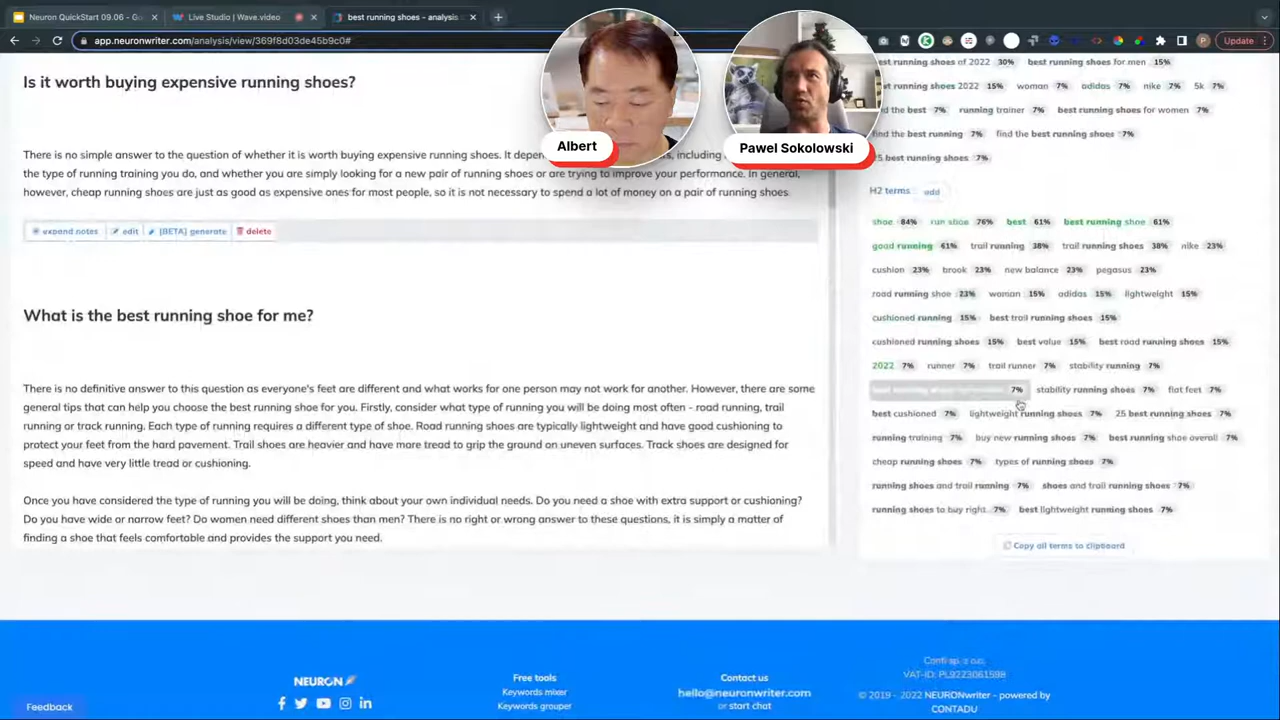 Neuron QuickStart 09.06 - Go
Live Studio | Wave.video
best running shoes - analysis
app.neuronwriter.com/analysis/view/369f8d03de45b9c0#
Update
Albert
Pawel Sokolowski
Is it worth buying expensive running shoes?
There is no simple answer to the question of whether it is worth buying expensive running shoes. It depen including
the type of running training you do, and whether you are simply looking for a new pair of running shoes or are trying to improve your performance. In general,
however, cheap running shoes are just as good as expensive ones for most people, so it is not necessary to spend a lot of money on a pair of running shoes.
expand notes edit [BETA] generate delete
What is the best running shoe for me?
There is no definitive answer to this question as everyone's feet are different and what works for one person may not work for another. However, there are some
general tips that can help you choose the best running shoe for you. Firstly, consider what type of running you will be doing most often - road running, trail
running or track running. Each type of running requires a different type of shoe. Road running shoes are typically lightweight and have good cushioning to
protect your feet from the hard pavement. Trail shoes are heavier and have more tread to grip the ground on uneven surfaces. Track shoes are designed for
speed and have very little tread or cushioning.
Once you have considered the type of running you will be doing, think about your own individual needs. Do you need a shoe with extra support or cushioning?
Do you have wide or narrow feet? Do women need different shoes than men? There is no right or wrong answer to these questions, it is simply a matter of
finding a shoe that feels comfortable and provides the support you need.
est running shoes of 2022 30% best running shoes for men 15%
st running shoes 2022 15% woman 7% adidas 7% nike 7% 5k 7%
nd the best 7% running trainer 7% best running shoes for women 7%
find the best running 7% find the best running shoes 7%
25 best running shoes 7%
H2 terms add
shoe 84% run shoe 76% best 61% best running shoe 61%
good running 61% trail running 38% trail running shoes 38% nike 23%
cushion 23% brook 23% new balance 23% pegasus 23%
road running shoe 23% woman 15% adidas 15% lightweight 15%
cushioned running 15% best trail running shoes 15%
cushioned running shoes 15% best value 15% best road running shoes 15%
2022 7% runner 7% trail runner 7% stability running 7%
7% stability running shoes 7% flat feet 7%
best cushioned 7% lightweight running shoes 7% 25 best running shoes 7%
running training 7% buy new running shoes 7% best running shoe overall 7%
cheap running shoes 7% types of running shoes 7%
running shoes and trail running 7% shoes and trail running shoes 7%
running shoes to buy right 7% best lightweight running shoes 7%
Copy all terms to clipboard
Feedback
NEURON
Free tools
Keywords mixer
Keywords grouper
Contact us
hello@neuronwriter.com
or start chat
VAT-ID: PL9223061598
© 2019 - 2022 NEURONwriter - powered by
CONTADU